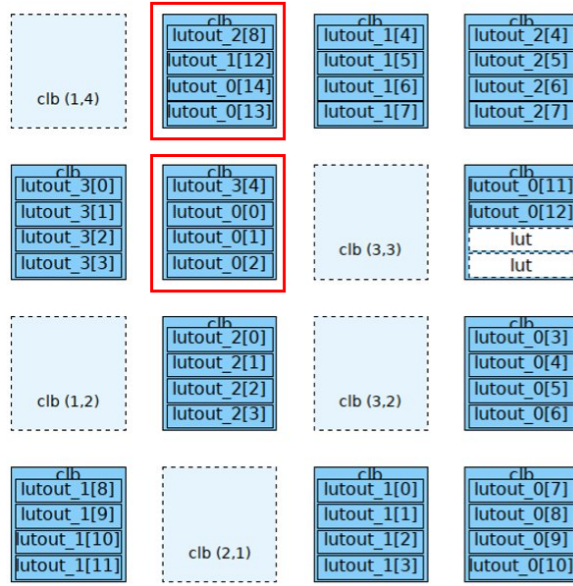 clb (1,4)
clb
lutout_2[8]
lutout_1[12]
lutout_0[14]
lutout_0[13]
clb
lutout_1[4]
lutout_1[5]
lutout_1[6]
lutout_1[7]
clb
lutout_2[4]
lutout_2[5]
lutout_2[6]
lutout_2[7]
clb
lutout_3[0]
lutout_3[1]
lutout_3[2]
lutout_3[3]
clb
lutout_3[4]
lutout_0[0]
lutout_0[1]
lutout_0[2]
clb (3,3)
clb
lutout_0[11]
lutout_0[12]
lut
lut
clb (1,2)
clb
lutout_2[0]
lutout_2[1]
lutout_2[2]
lutout_2[3]
clb (3,2)
clb
lutout_0[3]
lutout_0[4]
lutout_0[5]
lutout_0[6]
clb
lutout_1[8]
lutout_1[9]
lutout_1[10]
lutout_1[11]
clb (2,1)
clb
lutout_1[0]
lutout_1[1]
lutout_1[2]
lutout_1[3]
clb
lutout_0[7]
lutout_0[8]
lutout_0[9]
lutout_0[10]